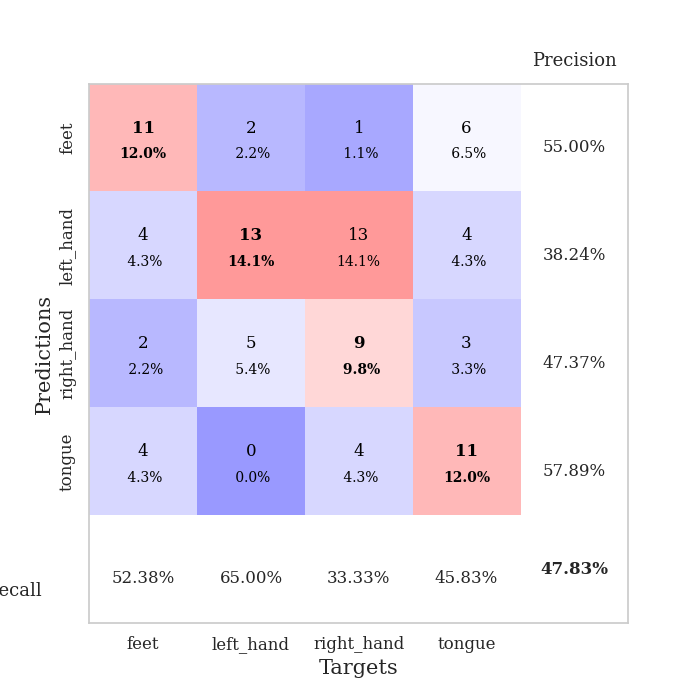 Precision
feet
11 2 1 6
12.0% 2.2% 1.1% 6.5%
55.00%
left_hand
4 13 13 4
4.3% 14.1% 14.1% 4.3%
38.24%
Predictions
right_hand
2 5 9 3
2.2% 5.4% 9.8% 3.3%
47.37%
tongue
4 0 4 11
4.3% 0.0% 4.3% 12.0%
57.89%
ecall
52.38% 65.00% 33.33% 45.83% 47.83%
feet left_hand right_hand tongue
Targets